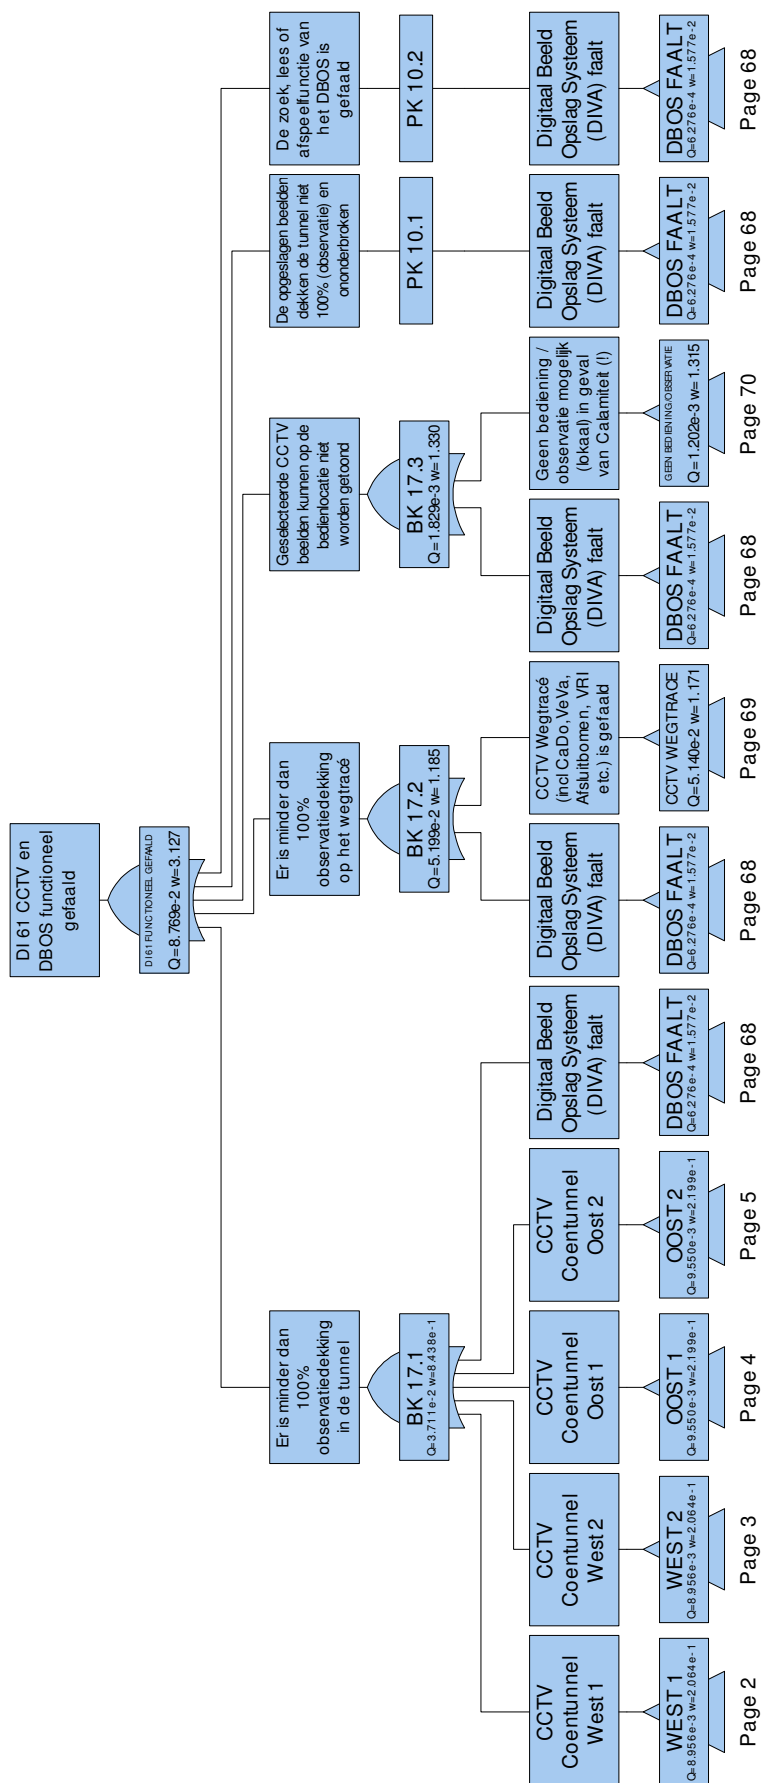 DI 61 CCTV en
DBOS functioneel
gefaald
DI 61 FUNCTIONEEL GEFAALD
Q=8.769e-2 w=3.127
Er is minder dan
100%
observatiedekking
in de tunnel
BK 17.1
Q=3.711e-2 w=8.438e-1
Er is minder dan
100%
observatiedekking
op het wegtracé
BK 17.2
Q=5.199e-2 w=1.185
Geselecteerde CCTV
beelden kunnen op de
bedienlocatie niet
worden getoond
BK 17.3
Q=1.829e-3 w=1.330
De opgeslagen beelden
dekken de tunnel niet
100% (observatie) en
ononderbroken
PK 10.1
De zoek, lees of
afspeelfunctie van
het DBOS is
gefaald
PK 10.2
CCTV
Coentunnel
West 1
WEST 1
Q=8.956e-3 w=2.064e-1
Page 2
CCTV
Coentunnel
West 2
WEST 2
Q=8.956e-3 w=2.064e-1
Page 3
CCTV
Coentunnel
Oost 1
OOST 1
Q=9.550e-3 w=2.199e-1
Page 4
CCTV
Coentunnel
Oost 2
OOST 2
Q=9.550e-3 w=2.199e-1
Page 5
Digitaal Beeld
Opslag Systeem
(DIVA) faalt
DBOS FAALT
Q=6.276e-4 w=1.577e-2
Page 68
Digitaal Beeld
Opslag Systeem
(DIVA) faalt
DBOS FAALT
Q=6.276e-4 w=1.577e-2
Page 68
CCTV Wegtracé
(incl CaDo, VeVa,
Afsluitbomen, VRI
etc.) is gefaald
CCTV WEGTRACE
Q=5.140e-2 w=1.171
Page 69
Digitaal Beeld
Opslag Systeem
(DIVA) faalt
DBOS FAALT
Q=6.276e-4 w=1.577e-2
Page 68
Geen bediening /
observatie mogelijk
(lokaal) in geval
van Calamiteit (!)
GEEN BEDIENING/OBSERVATIE
Q=1.202e-3 w=1.315
Page 70
Digitaal Beeld
Opslag Systeem
(DIVA) faalt
DBOS FAALT
Q=6.276e-4 w=1.577e-2
Page 68
Digitaal Beeld
Opslag Systeem
(DIVA) faalt
DBOS FAALT
Q=6.276e-4 w=1.577e-2
Page 68